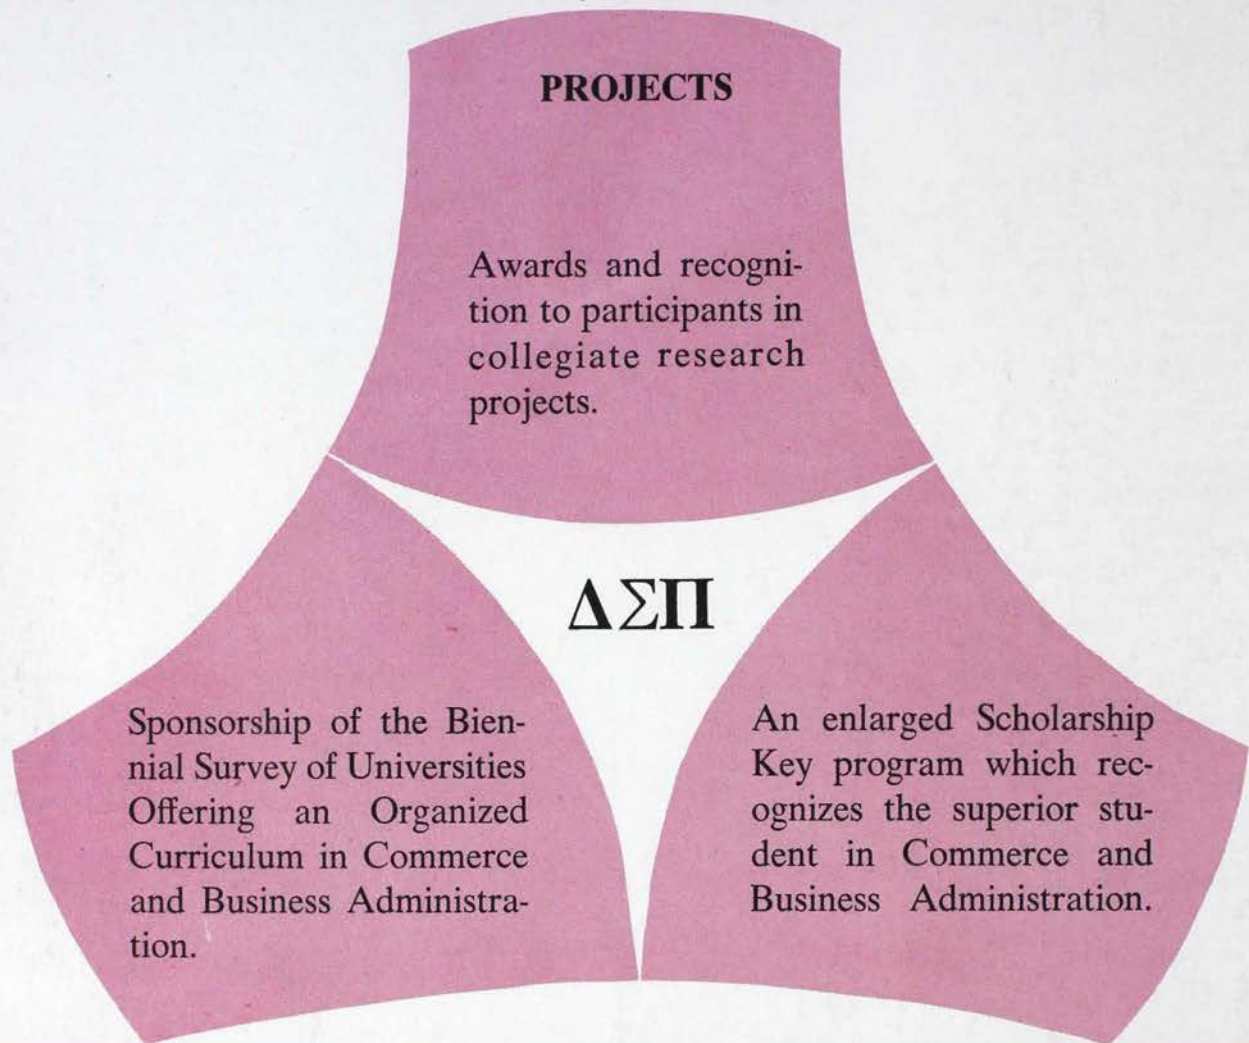 PROJECTS
Awards and recogni-
tion to participants in
collegiate research
projects.
ΔΣΠ
Sponsorship of the Bien-
nial Survey of Universities
Offering an Organized
Curriculum in Commerce
and Business Administra-
tion.
An enlarged Scholarship
Key program which rec-
ognizes the superior stu-
dent in Commerce and
Business Administration.